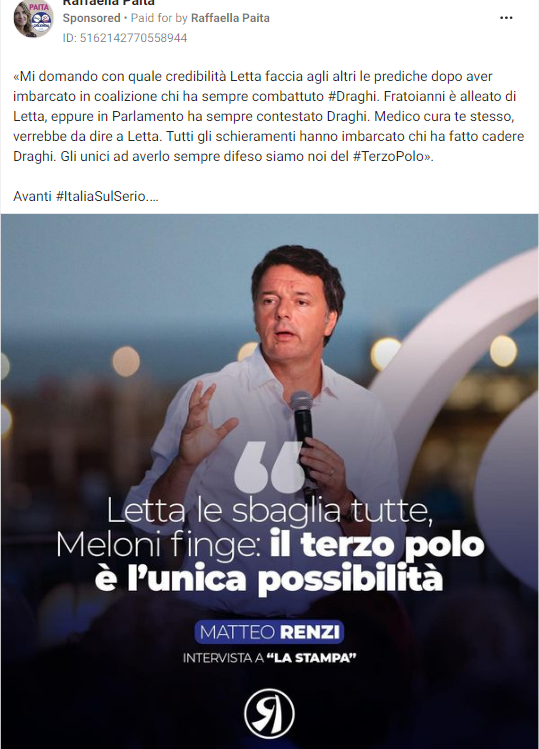 Raffaella Paita
Sponsored • Paid for by Raffaella Paita
ID: 5162142770558944
«Mi domando con quale credibilità Letta faccia agli altri le prediche dopo aver
imbarcato in coalizione chi ha sempre combattuto #Draghi. Fratoianni è alleato di
Letta, eppure in Parlamento ha sempre contestato Draghi. Medico cura te stesso,
verrebbe da dire a Letta. Tutti gli schieramenti hanno imbarcato chi ha fatto cadere
Draghi. Gli unici ad averlo sempre difeso siamo noi del #TerzoPolo».
Avanti #ItaliaSulSerio.…
“
Letta le sbaglia tutte,
Meloni finge: il terzo polo
è l’unica possibilità
MATTEO RENZI
INTERVISTA A “LA STAMPA”